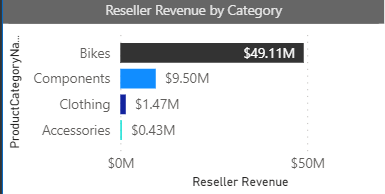 Reseller Revenue by Category
ProductCategoryNa...
Bikes $49.11M
Components $9.50M
Clothing $1.47M
Accessories $0.43M
$0M $50M
Reseller Revenue